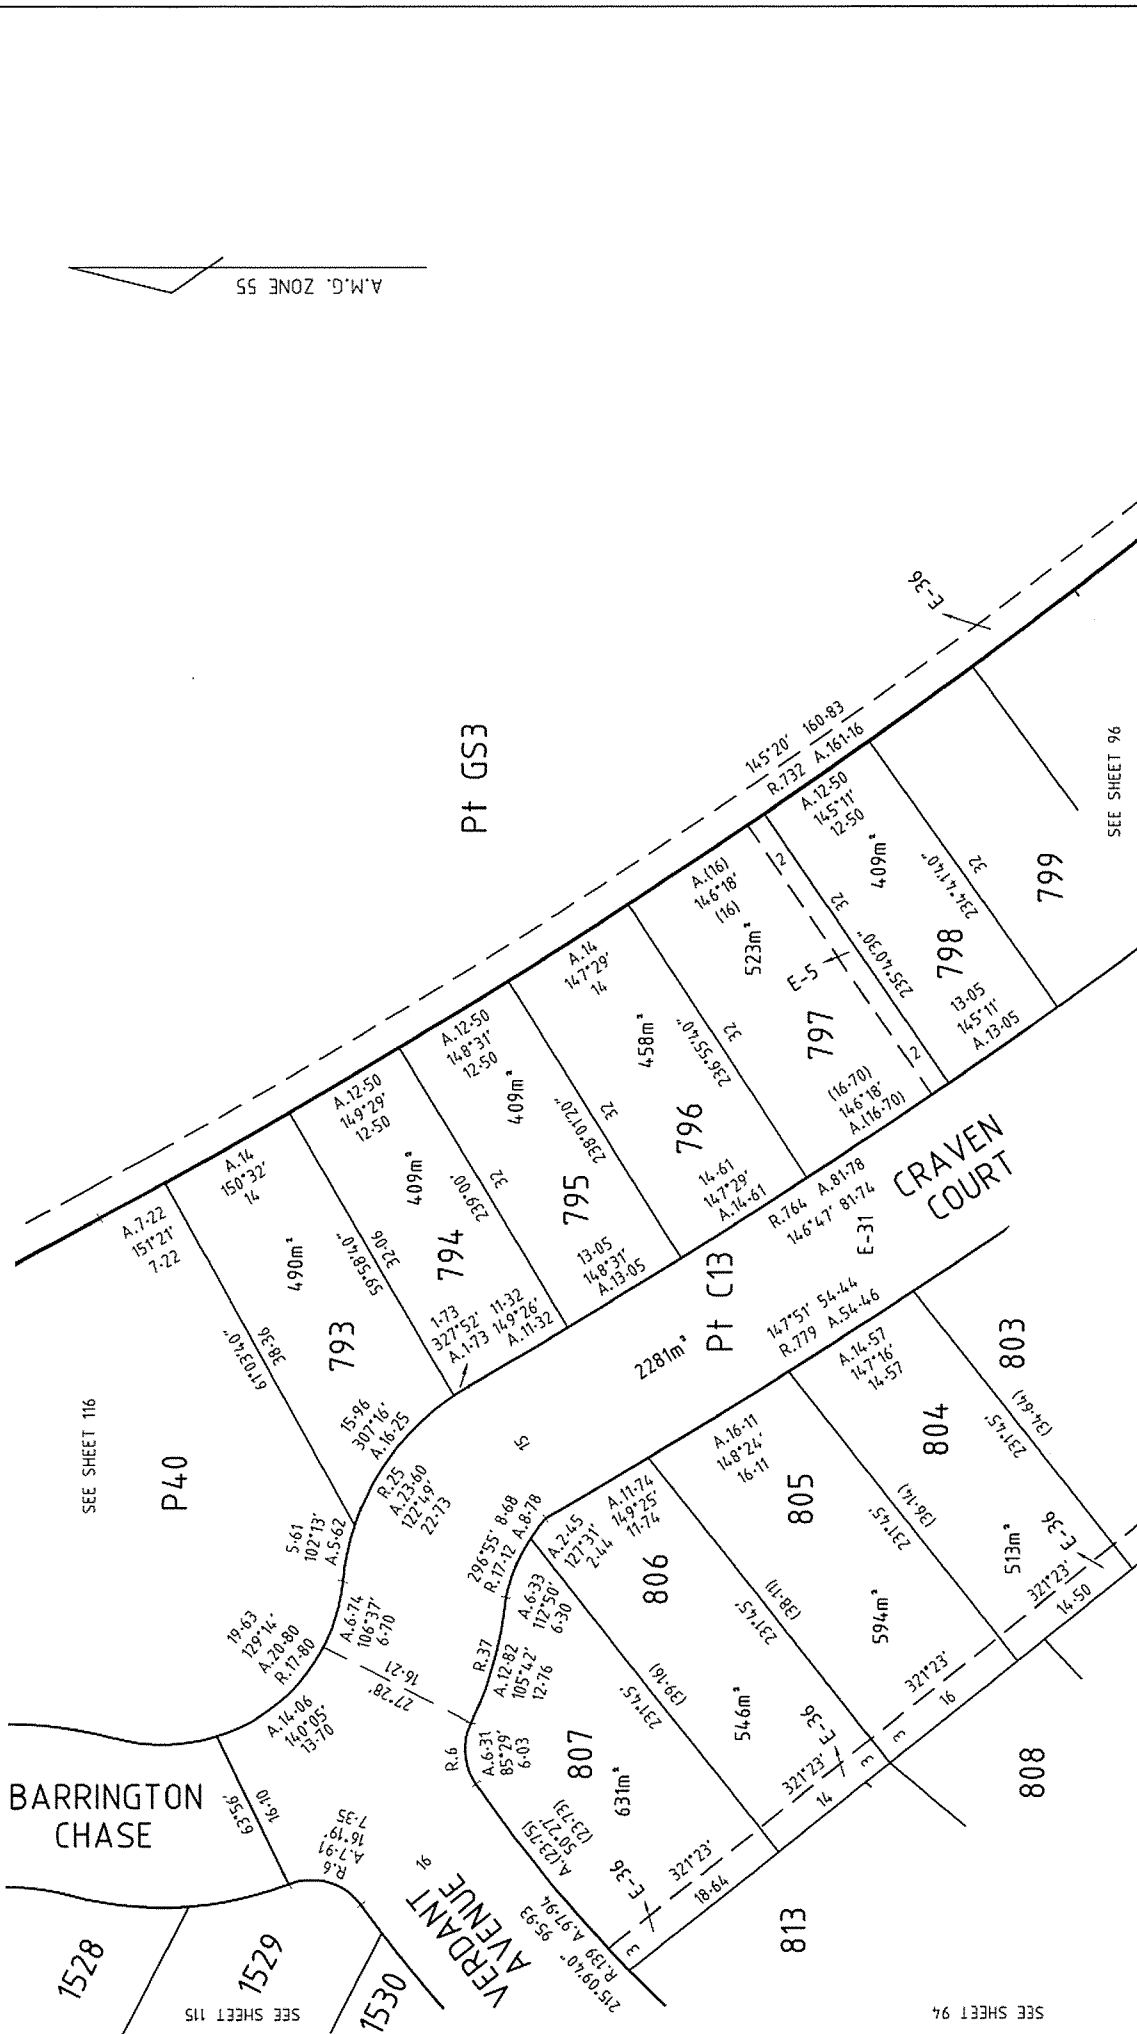 A.M.G. ZONE 55
Pt GS3
E-36
145°20' 160·83
R.732 A.161·16
SEE SHEET 96
A.7·22
151°21'
7·22
A.14
150°32'
14
490m²
793
61°03'40"
38·36
A.12·50
149°29'
12·50
409m²
794
59°58'40"
32·06
1·73
327°52'
A.1·73
11·32
149°26'
A.11·32
A.12·50
148°31'
12·50
409m²
795
239°00'
32
13·05
148°31'
A.13·05
A.14
147°29'
14
458m²
796
238°01'20"
32
14·61
147°29'
A.14·61
A.(16)
146°18'
(16)
523m²
797
236°55'40"
32
E-5
2
2
(16·70)
146°18'
A.(16·70)
A.12·50
145°11'
12·50
409m²
798
235°40'30"
32
13·05
145°11'
A.13·05
234°41'40"
32
799
SEE SHEET 116
P40
15·96
307°16'
A.16·25
R.25
A.23·60
122°49'
22·73
5·61
102°13'
A.5·62
19·63
129°14'
A.20·80
R.17·80
A.6·74
106°37'
6·70
A.14·06
140°05'
13·70
27°28'
16·21
CRAVEN
COURT
R.764 A.81·78
146°47' 81·74
E-31
Pt C13
2281m²
147°51' 54·44
R.779 A.54·46
15
296°55' 8·68
R.17·12 A.8·78
A.2·45
127°31'
2·44
A.11·74
149°25'
11·74
806
546m²
A.16·11
148°24'
16·11
805
594m²
A.14·57
147°16'
14·57
804
513m²
803
231°45'
(34·64)
231°45'
(36·14)
231°45'
(38·11)
231°45'
(39·16)
A.6·33
112°50'
6·30
R.37
A.12·82
105°42'
12·76
R.6
A.6·31
85°29'
6·03
807
631m²
A.(23·75)
50°27'
(23·73)
E-36
E-36
E-36
321°23'
14·50
321°23'
16
321°23'
14
321°23'
18·64
3
3
3
808
813
BARRINGTON
CHASE
63°56'
16·10
R.6
A.7·91
16°19'
7·35
16
VERDANT
AVENUE
215°09'40" 95·93
R.139 A.97·94
1528
1529
1530
SEE SHEET 115
SEE SHEET 94